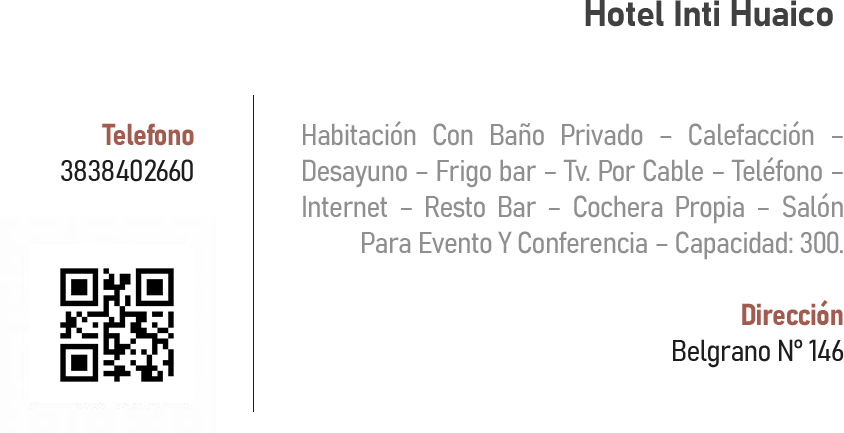 Hotel Inti Huaico
Telefono
3838402660
Habitación Con Baño Privado – Calefacción –
Desayuno – Frigo bar – Tv. Por Cable – Teléfono –
Internet – Resto Bar – Cochera Propia – Salón
Para Evento Y Conferencia – Capacidad: 300.
Dirección
Belgrano N° 146